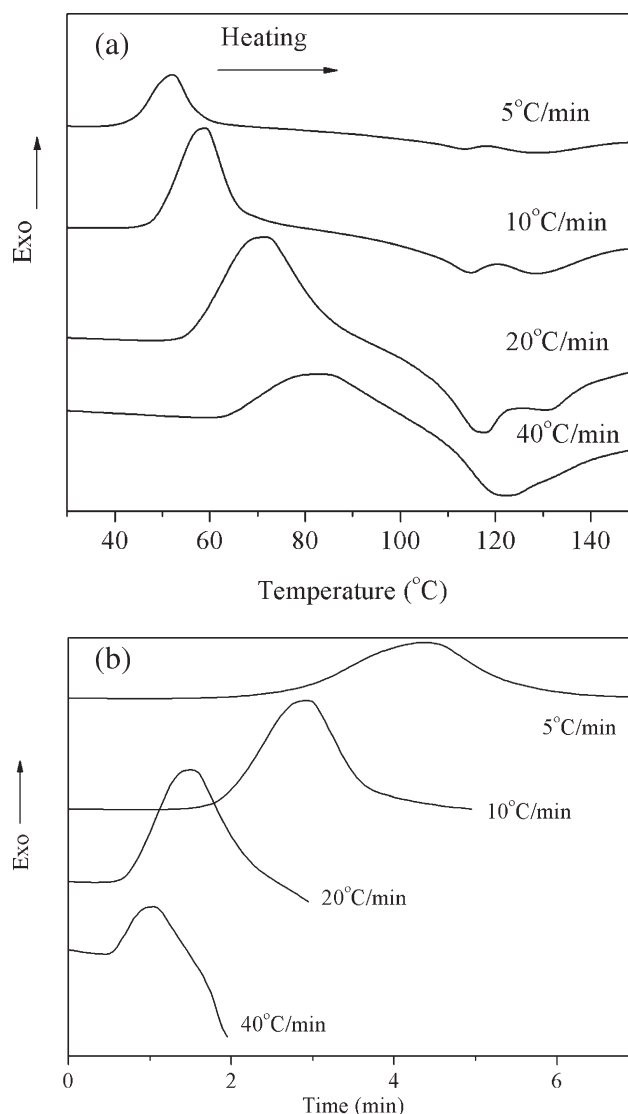 (a)
Heating
5°C/min
10°C/min
20°C/min
40°C/min
Exo
40 60 80 100 120 140
Temperature (°C)
(b)
5°C/min
10°C/min
20°C/min
40°C/min
Exo
0 2 4 6
Time (min)